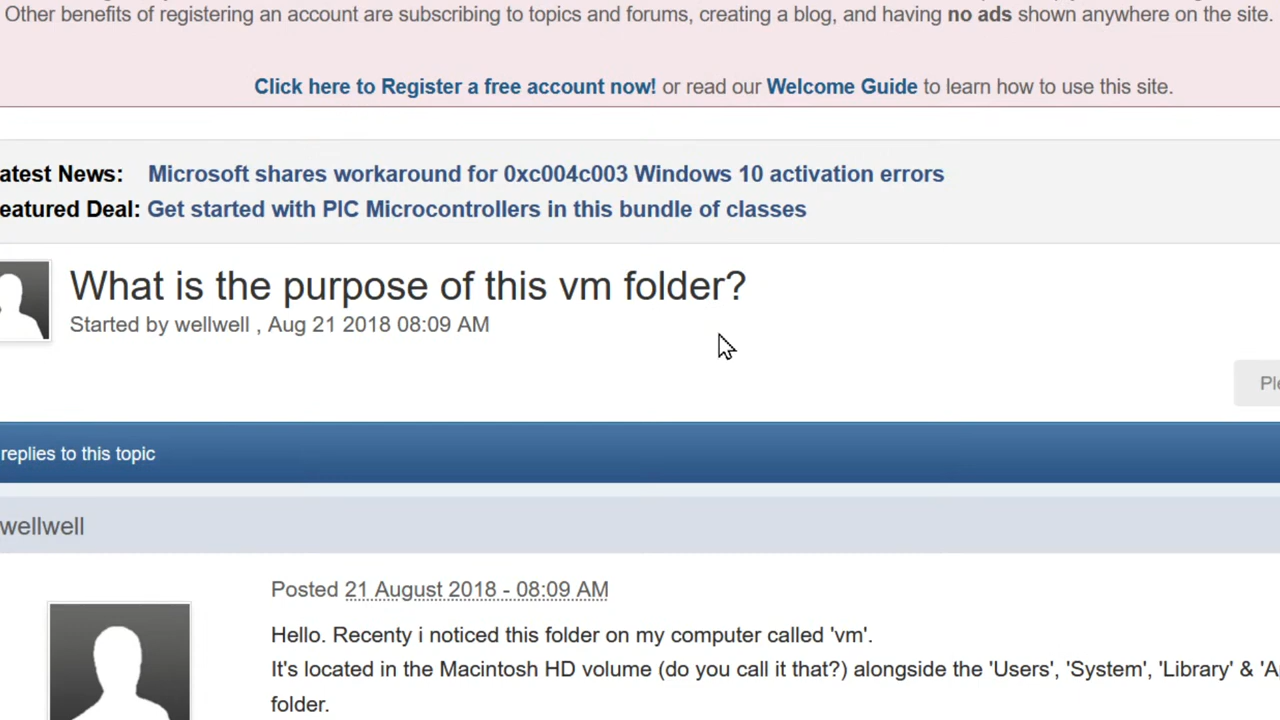 Other benefits of registering an account are subscribing to topics and forums, creating a blog, and having no ads shown anywhere on the site.
Click here to Register a free account now! or read our Welcome Guide to learn how to use this site.
atest News: Microsoft shares workaround for 0xc004c003 Windows 10 activation errors
eatured Deal: Get started with PIC Microcontrollers in this bundle of classes
What is the purpose of this vm folder?
Started by wellwell , Aug 21 2018 08:09 AM
Ple
replies to this topic
wellwell
Posted 21 August 2018 - 08:09 AM
Hello. Recenty i noticed this folder on my computer called 'vm'.
It's located in the Macintosh HD volume (do you call it that?) alongside the 'Users', 'System', 'Library' & 'A
folder.